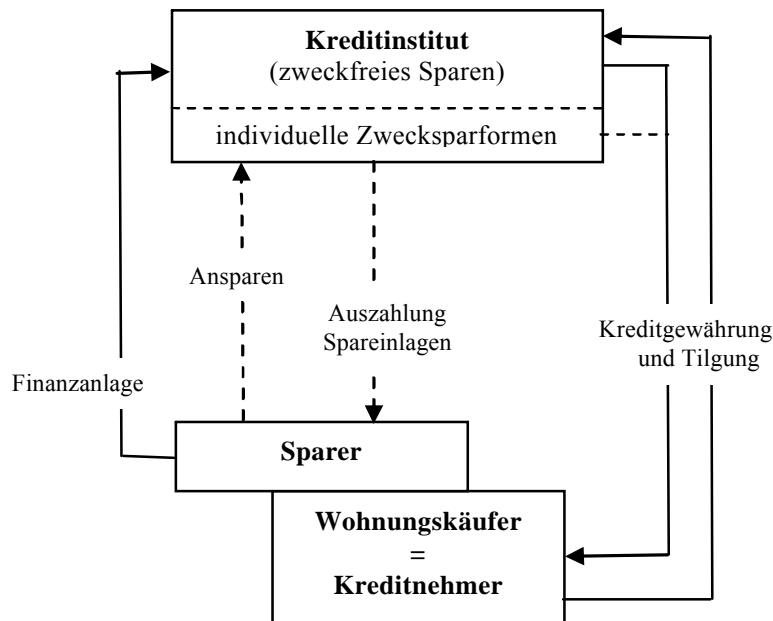 Kreditinstitut
(zweckfreies Sparen)
individuelle Zwecksparformen
Ansparen
Auszahlung
Spareinlagen
Kreditgewährung
und Tilgung
Finanzanlage
Sparer
Wohnungskäufer
=
Kreditnehmer